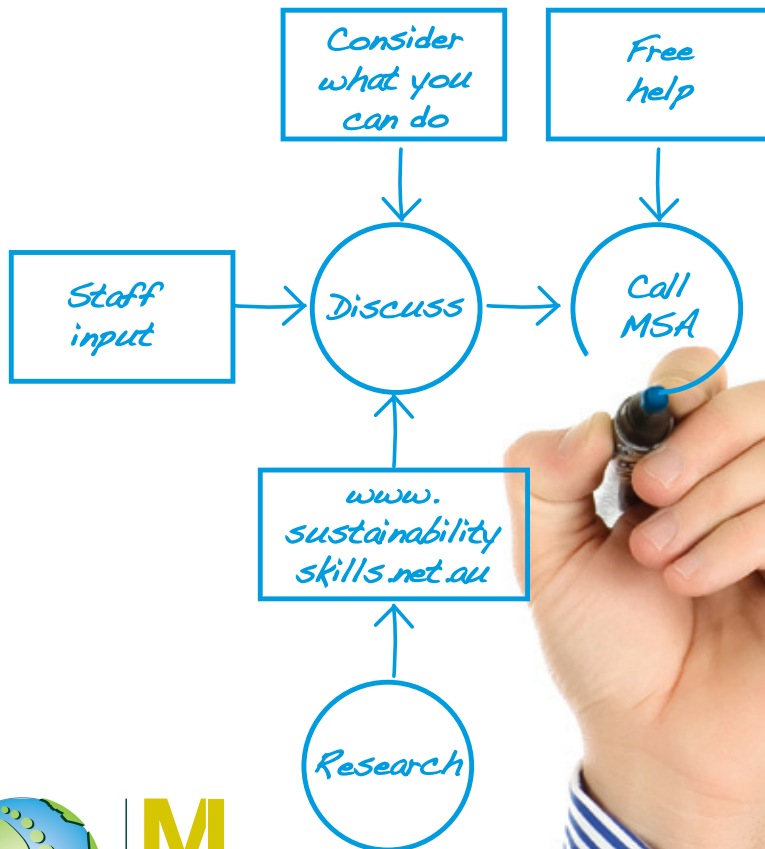 Consider
what you
can do
Free
help
Staff
input
Discuss
Call
MSA
www.
sustainability
skills.net.au
Research
M